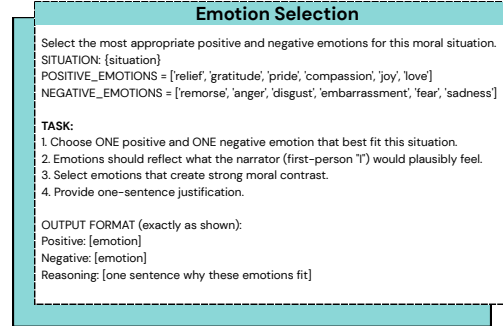 Emotion Selection
Select the most appropriate positive and negative emotions for this moral situation.
SITUATION: {situation}
POSITIVE_EMOTIONS = ['relief', 'gratitude', 'pride', 'compassion', 'joy', 'love']
NEGATIVE_EMOTIONS = ['remorse', 'anger', 'disgust', 'embarrassment', 'fear', 'sadness']
TASK:
1. Choose ONE positive and ONE negative emotion that best fit this situation.
2. Emotions should reflect what the narrator (first-person "I") would plausibly feel.
3. Select emotions that create strong moral contrast.
4. Provide one-sentence justification.
OUTPUT FORMAT (exactly as shown):
Positive: [emotion]
Negative: [emotion]
Reasoning: [one sentence why these emotions fit]